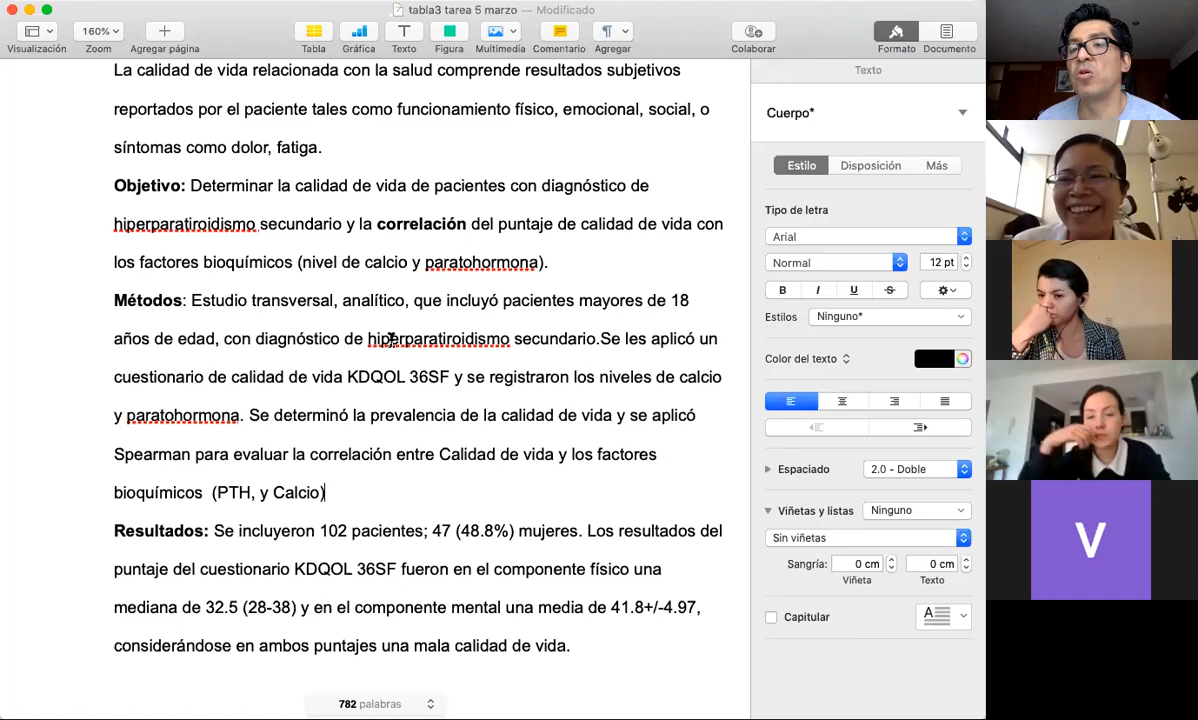 tabla3 tarea 5 marzo — Modificado
160%
Visualización
Zoom
Agregar página
Tabla
Gráfica
Texto
Figura
Multimedia
Comentario
Agregar
Colaborar
Formato
Documento
La calidad de vida relacionada con la salud comprende resultados subjetivos
reportados por el paciente tales como funcionamiento físico, emocional, social, o
síntomas como dolor, fatiga.
Objetivo: Determinar la calidad de vida de pacientes con diagnóstico de
hiperparatiroidismo secundario y la correlación del puntaje de calidad de vida con
los factores bioquímicos (nivel de calcio y paratohormona).
Métodos: Estudio transversal, analítico, que incluyó pacientes mayores de 18
años de edad, con diagnóstico de hiperparatiroidismo secundario.Se les aplicó un
cuestionario de calidad de vida KDQOL 36SF y se registraron los niveles de calcio
y paratohormona. Se determinó la prevalencia de la calidad de vida y se aplicó
Spearman para evaluar la correlación entre Calidad de vida y los factores
bioquímicos (PTH, y Calcio)
Resultados: Se incluyeron 102 pacientes; 47 (48.8%) mujeres. Los resultados del
puntaje del cuestionario KDQOL 36SF fueron en el componente físico una
mediana de 32.5 (28-38) y en el componente mental una media de 41.8+/-4.97,
considerándose en ambos puntajes una mala calidad de vida.
782 palabras
Texto
Cuerpo*
Estilo
Disposición
Más
Tipo de letra
Arial
Normal
12 pt
B I U S
Estilos
Ninguno*
Color del texto
Espaciado
2.0 - Doble
Viñetas y listas
Ninguno
Sin viñetas
Sangría:
0 cm
0 cm
Viñeta
Texto
Capitular
A
V